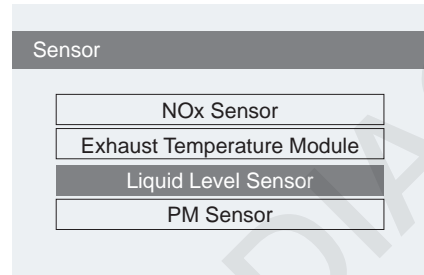 Sensor
NOx Sensor
Exhaust Temperature Module
Liquid Level Sensor
PM Sensor